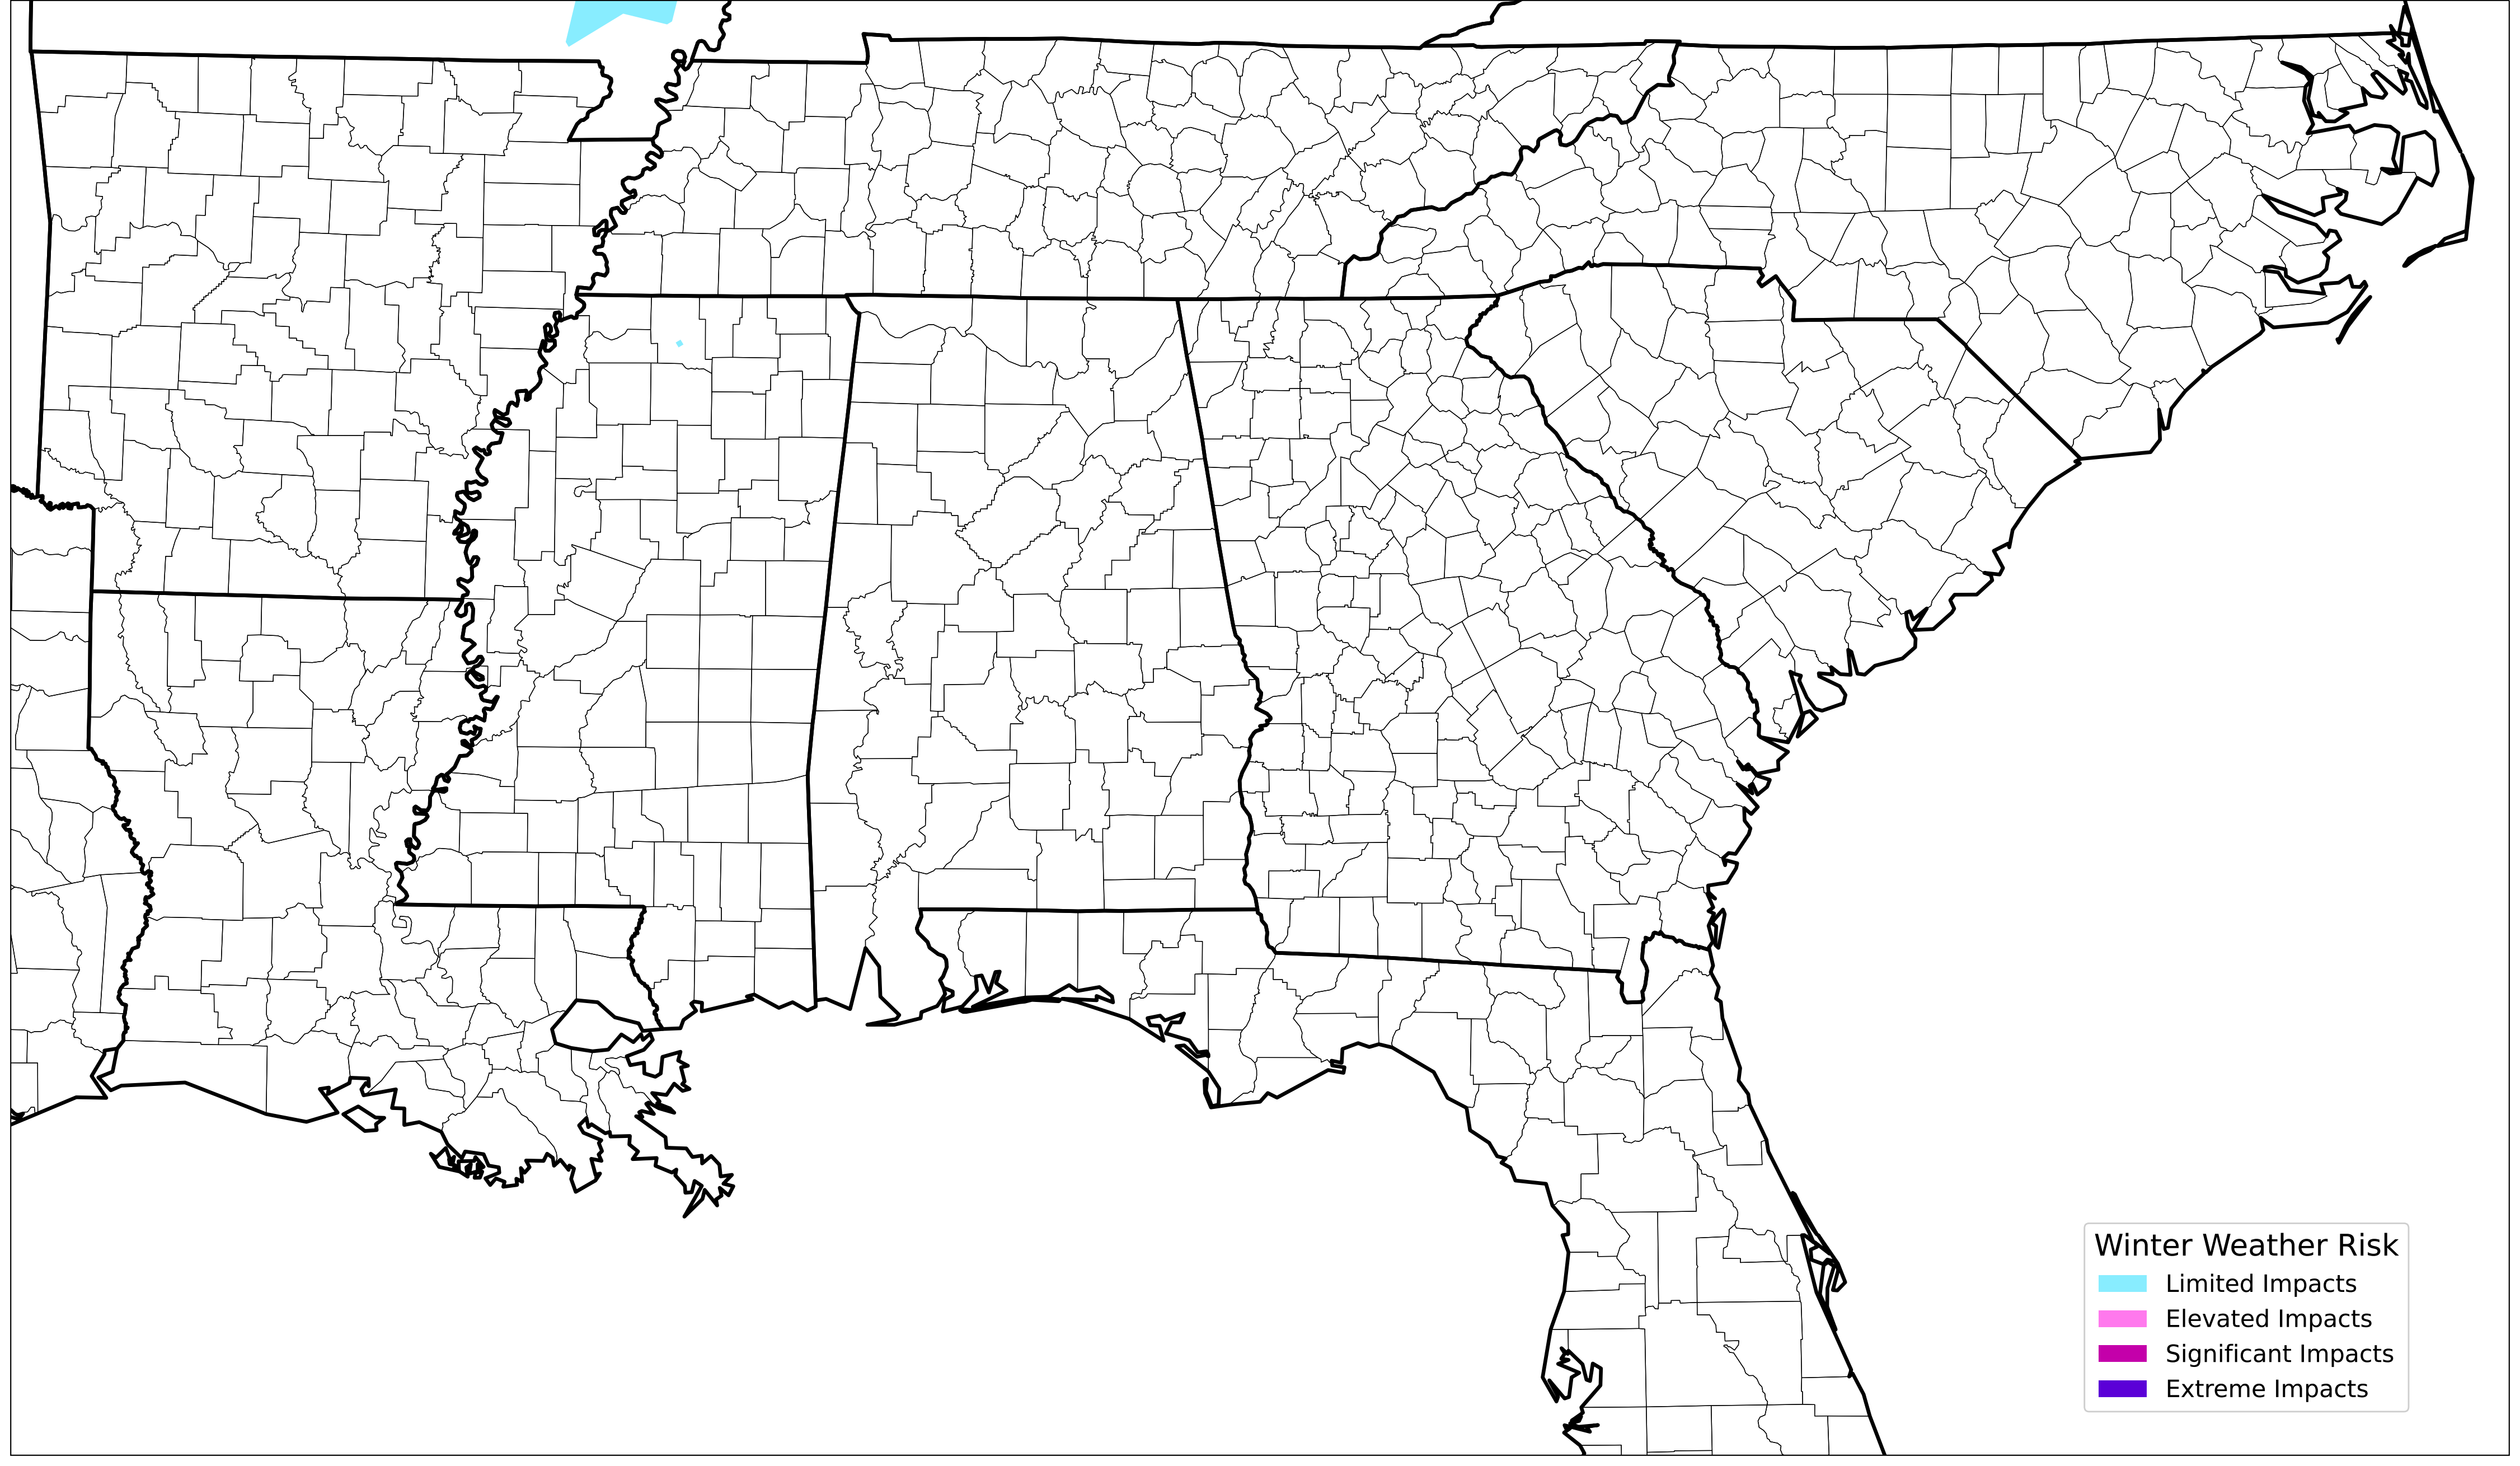 Winter Weather Risk
Limited Impacts
Elevated Impacts
Significant Impacts
Extreme Impacts